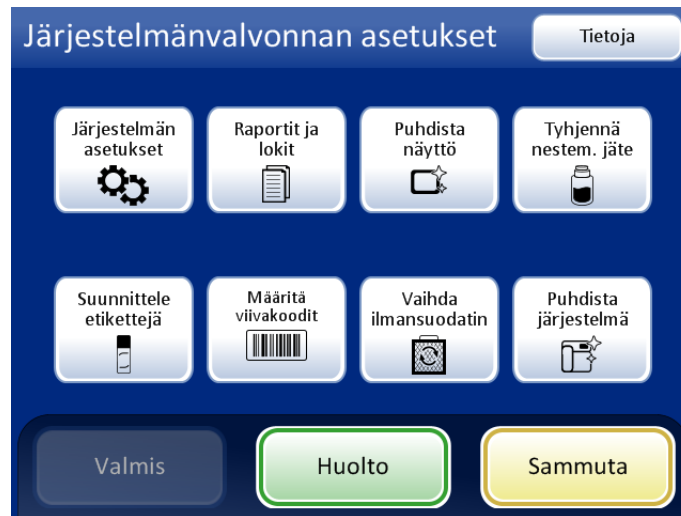 Järjestelmänvalvonnan asetukset
Tietoja
Järjestelmän
asetukset
Raportit ja
lokit
Puhdista
näyttö
Tyhjennä
nestem. jäte
Suunnittele
etikettejä
Määritä
viivakoodit
Vaihda
ilmansuodatin
Puhdista
järjestelmä
Valmis
Huolto
Sammuta